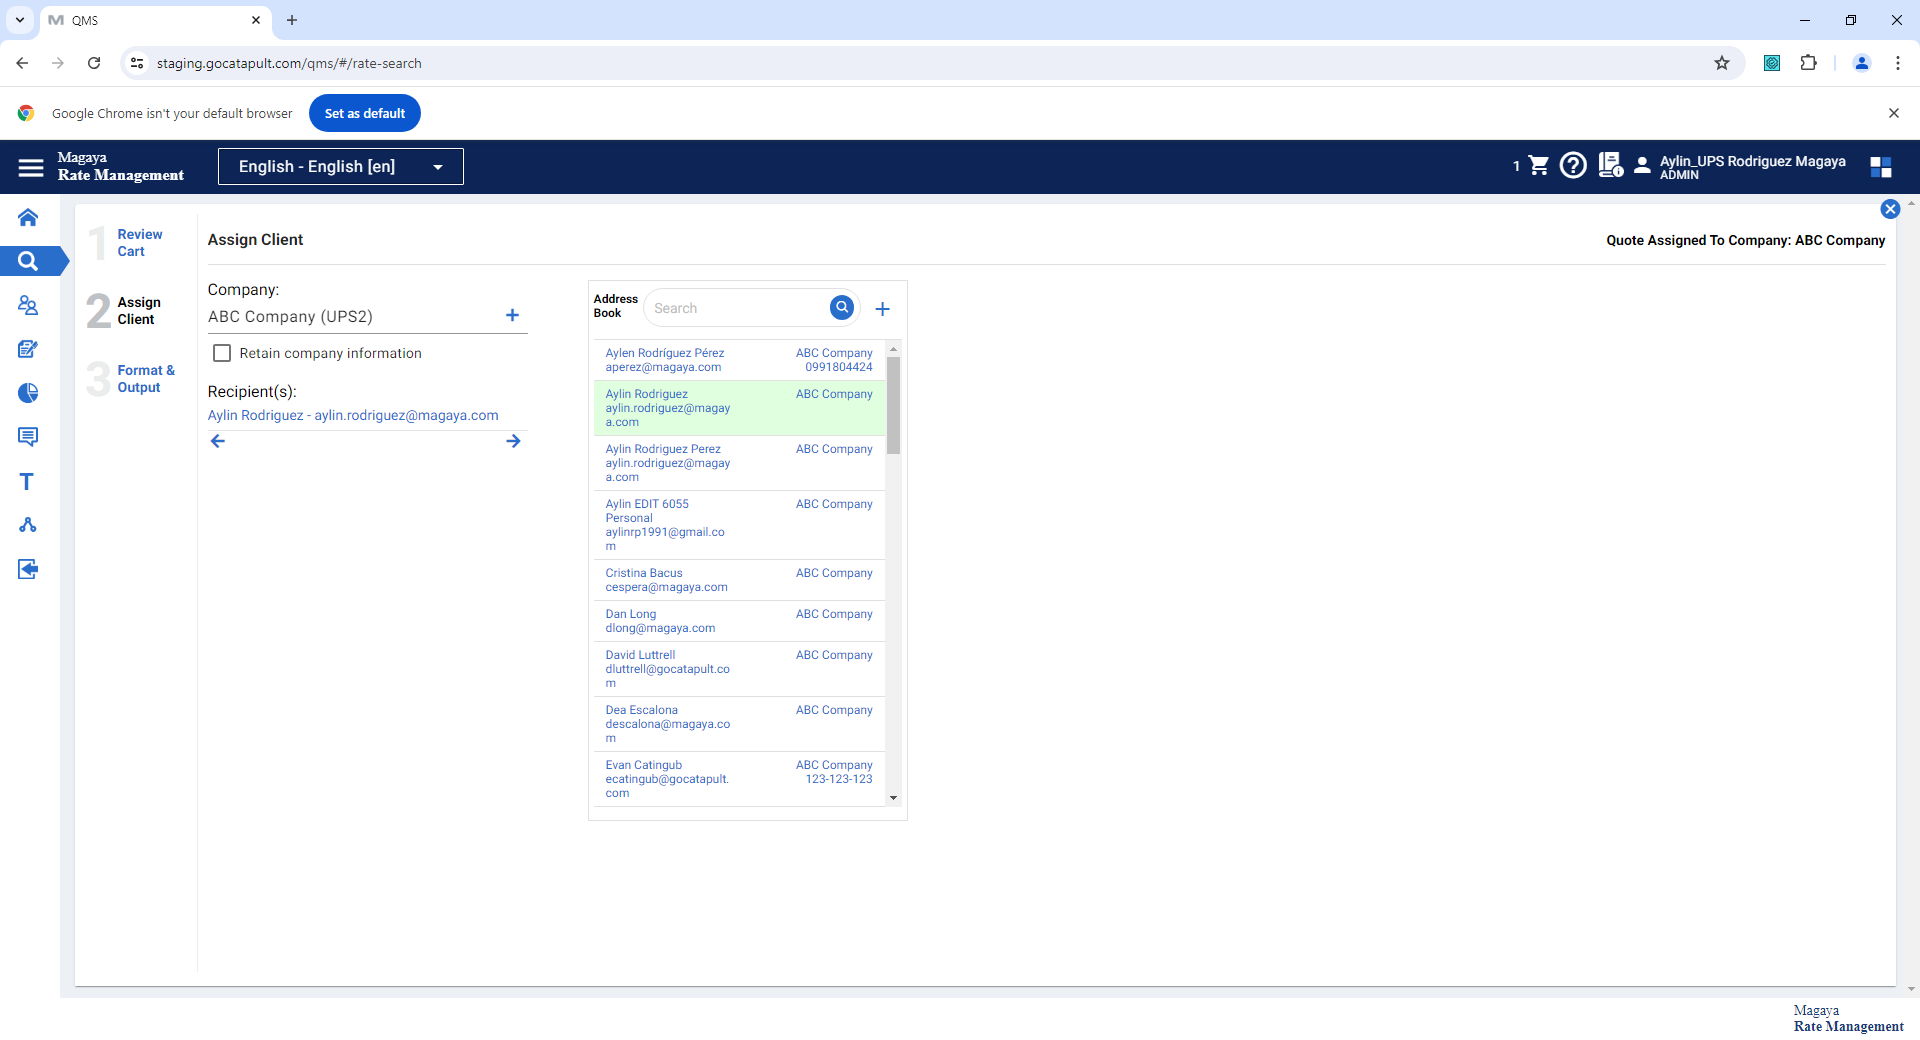 QMS
staging.gocatapult.com/qms/#/rate-search
Google Chrome isn't your default browser
Set as default
Magaya
Rate Management
English - English [en]
1
Aylin_UPS Rodriguez Magaya
ADMIN
1
Review
Cart
2
Assign
Client
3
Format &
Output
Assign Client
Quote Assigned To Company: ABC Company
Company:
ABC Company (UPS2)
Retain company information
Recipient(s):
Aylin Rodriguez - aylin.rodriguez@magaya.com
Address
Book
Search
Aylen Rodríguez Pérez ABC Company
aperez@magaya.com 0991804424
Aylin Rodriguez ABC Company
aylin.rodriguez@magay
a.com
Aylin Rodriguez Perez ABC Company
aylin.rodriguez@magay
a.com
Aylin EDIT 6055 ABC Company
Personal
aylinrp1991@gmail.co
m
Cristina Bacus ABC Company
cespera@magaya.com
Dan Long ABC Company
dlong@magaya.com
David Luttrell ABC Company
dluttrell@gocatapult.co
m
Dea Escalona ABC Company
descalona@magaya.co
m
Evan Catingub ABC Company
ecatingub@gocatapult. 123-123-123
com
Magaya
Rate Management